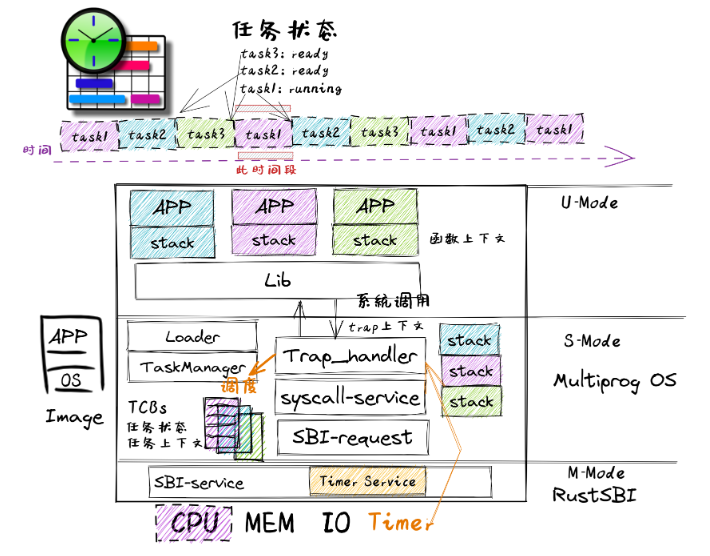 任务状态
task3: ready
task2: ready
task1: running
task1 task2 task3 task1 task2 task3 task1 task2 task1
时间
此时间段
APP APP APP
stack stack stack
函数上下文
U-Mode
Lib
系统调用
trap上下文
Loader
TaskManager
调度
Trap_handler
syscall-service
SBI-request
stack
stack
stack
S-Mode
Multiprog OS
APP
OS
Image
TCBs
任务状态
任务上下文
SBI-service
Timer Service
M-Mode
RustSBI
CPU MEM IO Timer